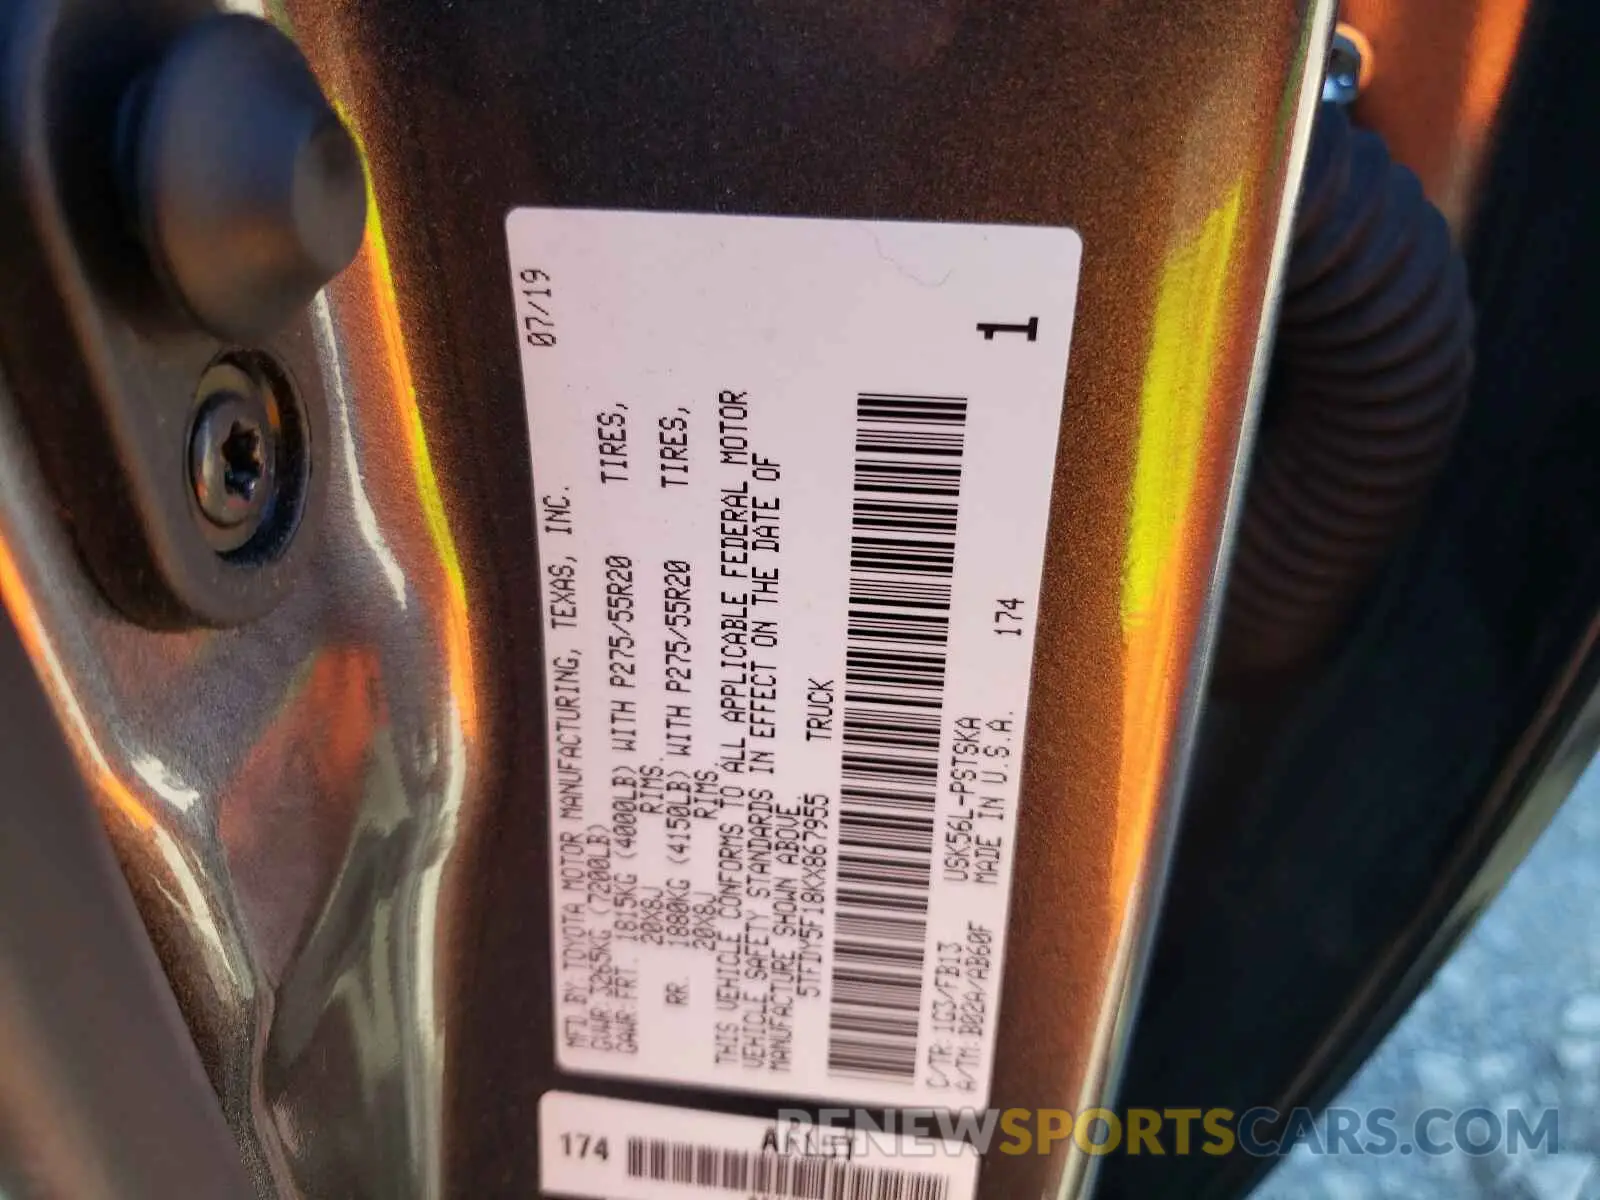 MFD BY TOYOTA MOTOR MANUFACTURING, TEXAS, INC. 07/19
GVWR 3265KG (7200LB)
GAWR FRT. 1815KG (4000LB) WITH P275/55R20 TIRES,
20X8J RIMS.
RR. 1880KG (4150LB) WITH P275/55R20 TIRES,
20X8J RIMS.
THIS VEHICLE CONFORMS TO ALL APPLICABLE FEDERAL MOTOR
VEHICLE SAFETY STANDARDS IN EFFECT ON THE DATE OF
MANUFACTURE SHOWN ABOVE.
5TFDY5F18KX867955 TRUCK
C/TR:1G3/FB13 USK56L-PSTSKA 174
A/TM:B02A/AB60F MADE IN U.S.A.
1
174
RENEWSPORTSCARS.COM